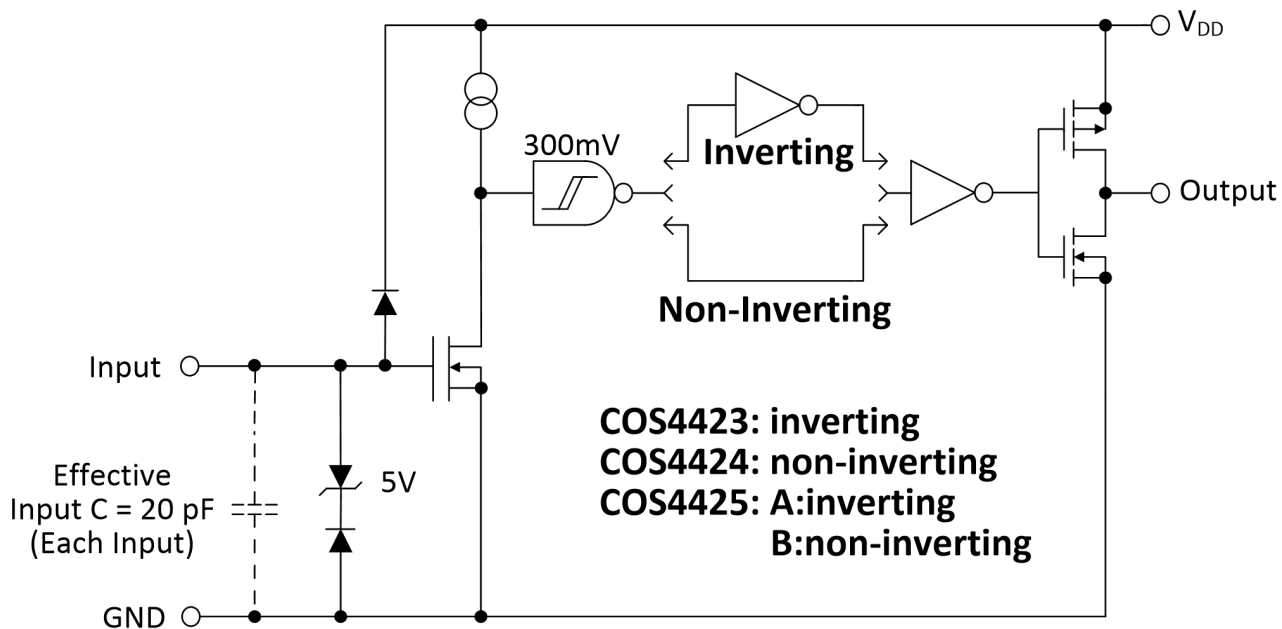 V_DD
300mV
Inverting
Output
Non-Inverting
Input
COS4423: inverting
COS4424: non-inverting
COS4425: A:inverting
B:non-inverting
Effective
Input C = 20 pF
(Each Input)
5V
GND